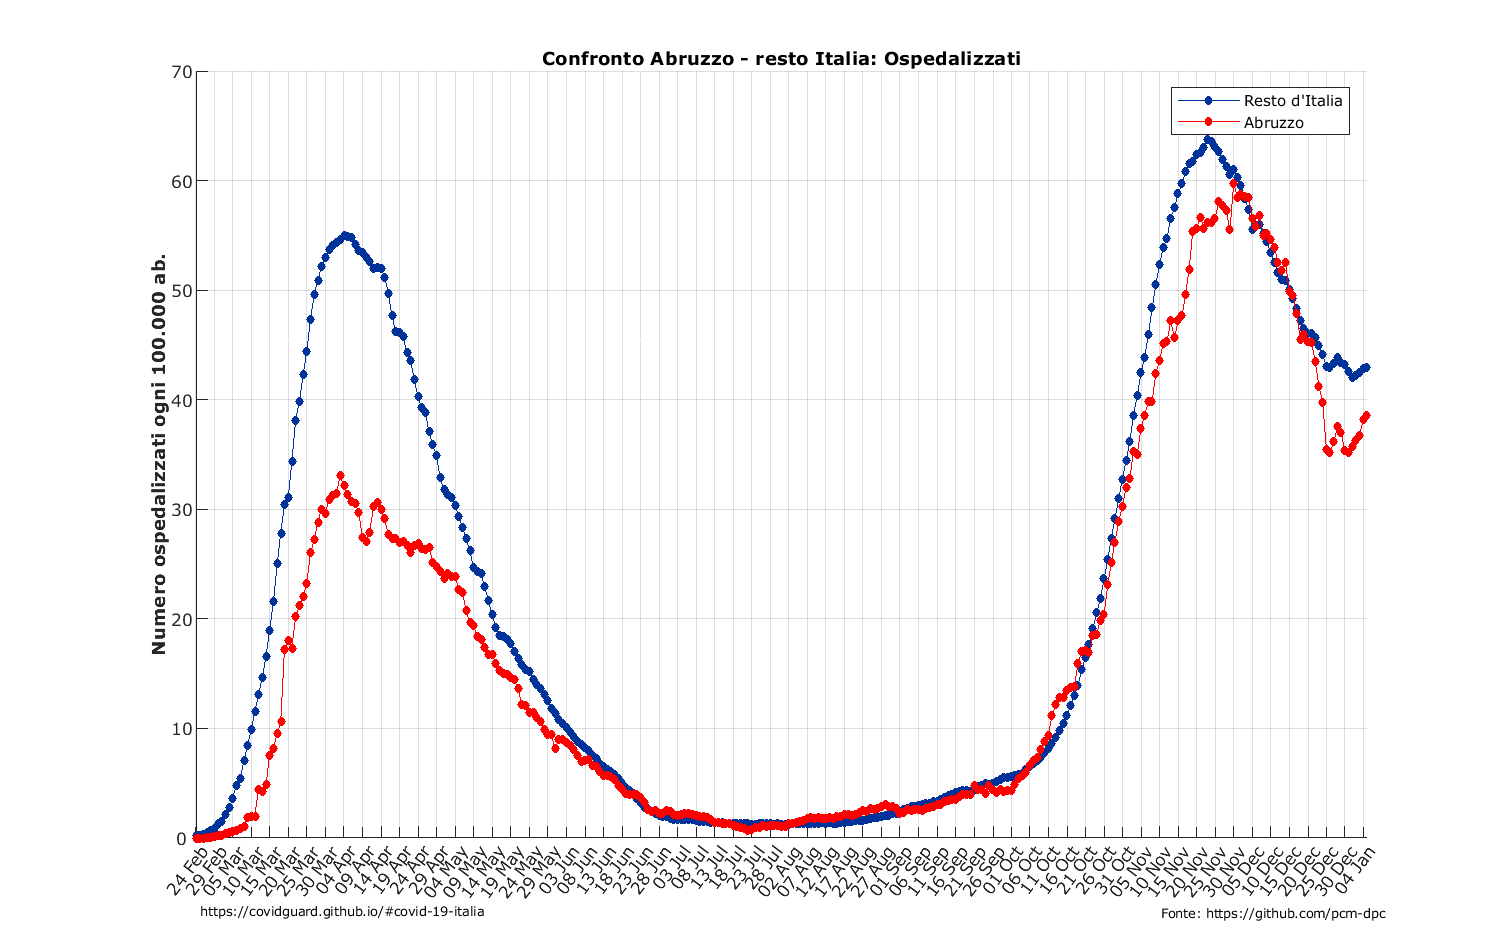 Confronto Abruzzo - resto Italia: Ospedalizzati
Resto d'Italia
Abruzzo
Numero ospedalizzati ogni 100.000 ab.
70
60
50
40
30
20
10
0
24 Feb
29 Feb
05 Mar
10 Mar
15 Mar
20 Mar
25 Mar
30 Mar
04 Apr
09 Apr
14 Apr
19 Apr
24 Apr
29 Apr
04 May
09 May
14 May
19 May
24 May
29 May
03 Jun
08 Jun
13 Jun
18 Jun
23 Jun
28 Jun
03 Jul
08 Jul
13 Jul
18 Jul
23 Jul
28 Jul
02 Aug
07 Aug
12 Aug
17 Aug
22 Aug
27 Aug
01 Sep
06 Sep
11 Sep
16 Sep
21 Sep
26 Sep
01 Oct
06 Oct
11 Oct
16 Oct
21 Oct
26 Oct
31 Oct
05 Nov
10 Nov
15 Nov
20 Nov
25 Nov
30 Nov
05 Dec
10 Dec
15 Dec
20 Dec
25 Dec
30 Dec
04 Jan
https://covidguard.github.io/#covid-19-italia
Fonte: https://github.com/pcm-dpc